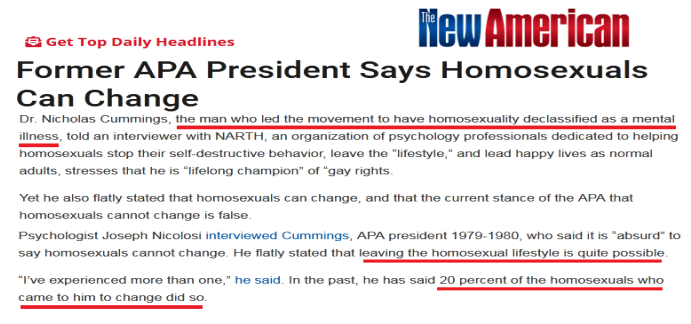 The New American
Get Top Daily Headlines
Former APA President Says Homosexuals
Can Change
Dr. Nicholas Cummings, the man who led the movement to have homosexuality declassified as a mental
illness, told an interviewer with NARTH, an organization of psychology professionals dedicated to helping
homosexuals stop their self-destructive behavior, leave the “lifestyle,” and lead happy lives as normal
adults, stresses that he is “lifelong champion” of “gay rights.
Yet he also flatly stated that homosexuals can change, and that the current stance of the APA that
homosexuals cannot change is false.
Psychologist Joseph Nicolosi interviewed Cummings, APA president 1979-1980, who said it is “absurd” to
say homosexuals cannot change. He flatly stated that leaving the homosexual lifestyle is quite possible.
“I’ve experienced more than one,” he said. In the past, he has said 20 percent of the homosexuals who
came to him to change did so.